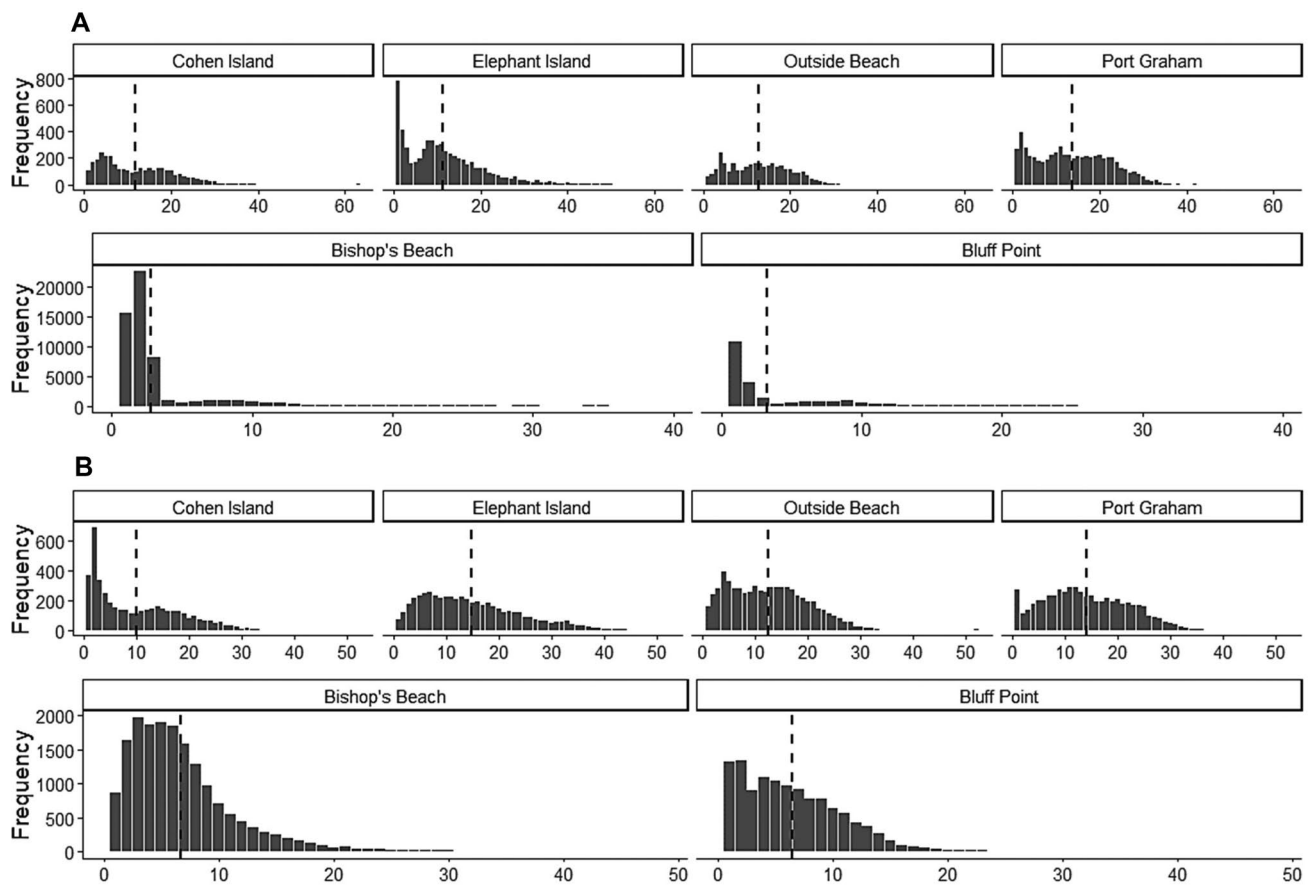 A
Cohen Island Elephant Island Outside Beach Port Graham
Frequency
800
600
400
200
0
0 20 40 60 0 20 40 60 0 20 40 60 0 20 40 60
Bishop's Beach Bluff Point
Frequency
20000
15000
10000
5000
0
0 10 20 30 40 0 10 20 30 40
B
Cohen Island Elephant Island Outside Beach Port Graham
Frequency
600
400
200
0
0 10 20 30 40 50 0 10 20 30 40 50 0 10 20 30 40 50 0 10 20 30 40 50
Bishop's Beach Bluff Point
Frequency
2000
1500
1000
500
0
0 10 20 30 40 50 0 10 20 30 40 50